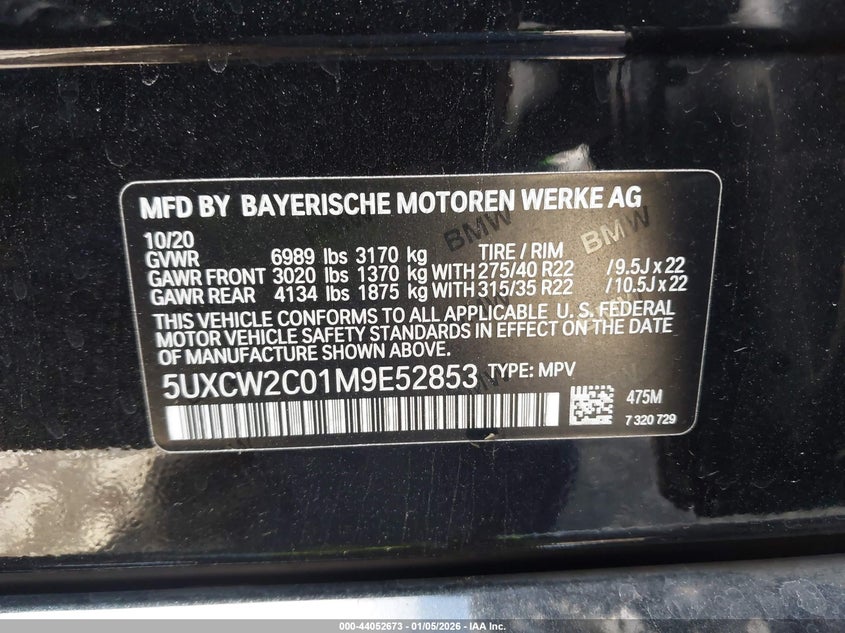 MFD BY BAYERISCHE MOTOREN WERKE AG
10/20
GVWR 6989 lbs 3170 kg TIRE / RIM
GAWR FRONT 3020 lbs 1370 kg WITH 275/40 R22 / 9.5J x 22
GAWR REAR 4134 lbs 1875 kg WITH 315/35 R22 / 10.5J x 22
THIS VEHICLE CONFORMS TO ALL APPLICABLE U. S. FEDERAL
MOTOR VEHICLE SAFETY STANDARDS IN EFFECT ON THE DATE
OF MANUFACTURE SHOWN ABOVE.
5UXCW2C01M9E52853 TYPE: MPV
475M
7 320 729
BMW
BMW
BMW
000-44052673 - 01/05/2026 - IAA Inc.